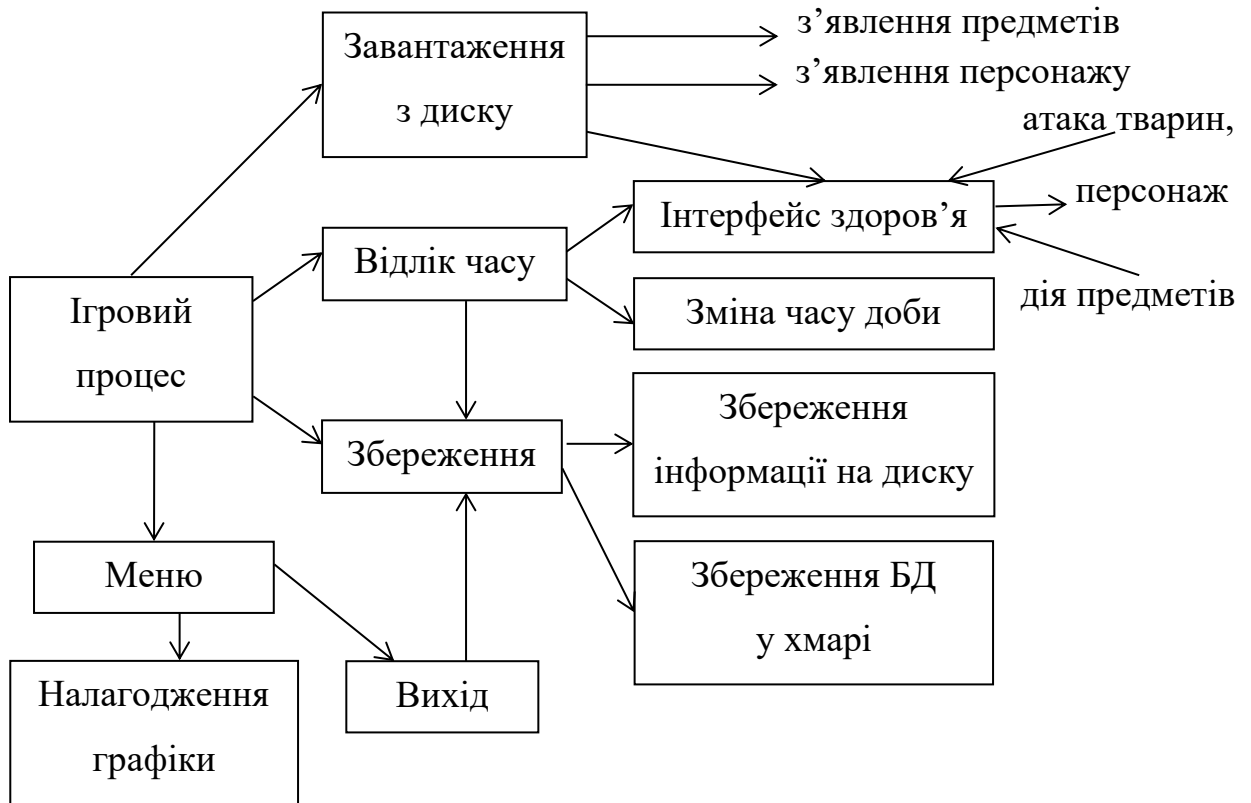 Завантаження
з диску
з’явлення предметів
з’явлення персонажу
атака тварин,
Інтерфейс здоров’я
персонаж
Відлік часу
дія предметів
Ігровий
процес
Зміна часу доби
Збереження
Збереження
інформації на диску
Меню
Збереження БД
у хмарі
Налагодження
графіки
Вихід